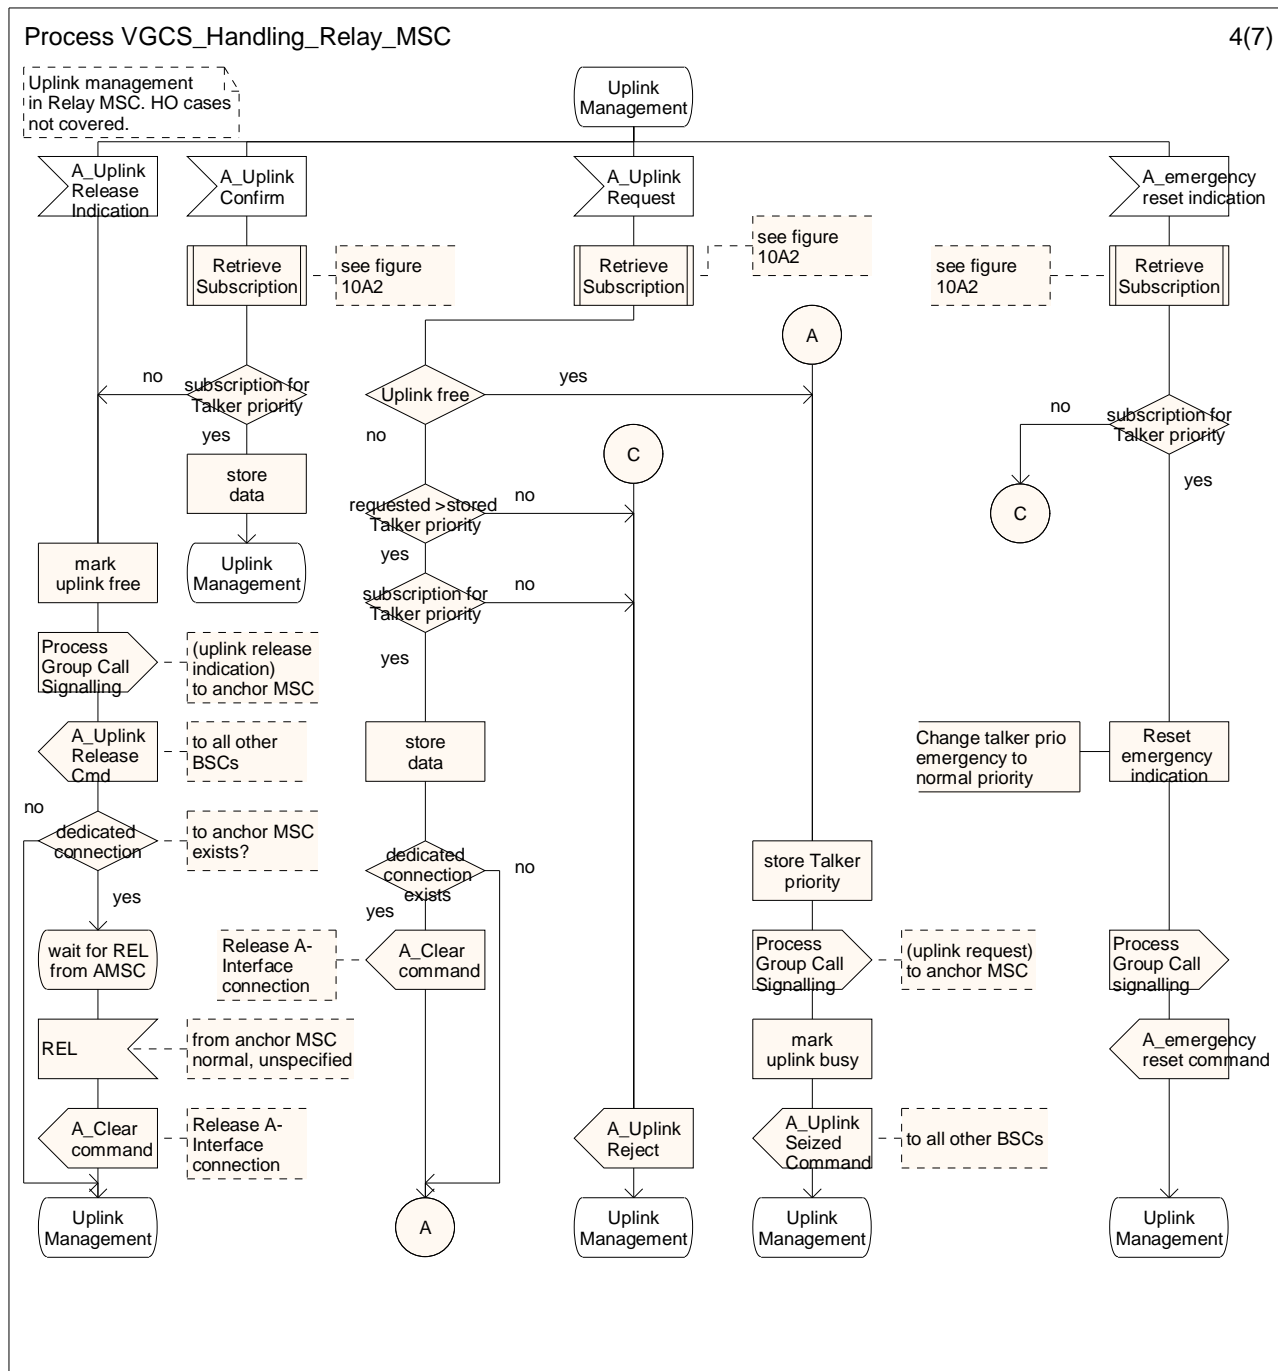 Process VGCS_Handling_Relay_MSC
4(7)
Uplink management
in Relay MSC. HO cases
not covered.
Uplink
Management
A_Uplink
Release
Indication
A_Uplink
Confirm
A_Uplink
Request
A_emergency
reset indication
Retrieve
Subscription
see figure
10A2
Retrieve
Subscription
see figure
10A2
see figure
10A2
Retrieve
Subscription
A
no
subscription for
Talker priority
yes
Uplink free
yes
no
no
subscription for
Talker priority
yes
C
C
store
data
requested >stored
Talker priority
no
yes
mark
uplink free
Uplink
Management
subscription for
Talker priority
no
yes
Process
Group Call
Signalling
(uplink release
indication)
to anchor MSC
A_Uplink
Release
Cmd
to all other
BSCs
store
data
Change talker prio
emergency to
normal priority
Reset
emergency
indication
no
dedicated
connection
to anchor MSC
exists?
yes
dedicated
connection
exists
no
yes
store Talker
priority
wait for REL
from AMSC
Release A-
Interface
connection
A_Clear
command
Process
Group Call
Signalling
(uplink request)
to anchor MSC
Process
Group Call
signalling
REL
from anchor MSC
normal, unspecified
mark
uplink busy
A_emergency
reset command
A_Clear
command
Release A-
Interface
connection
A_Uplink
Reject
A_Uplink
Seized
Command
to all other BSCs
Uplink
Management
A
Uplink
Management
Uplink
Management
Uplink
Management